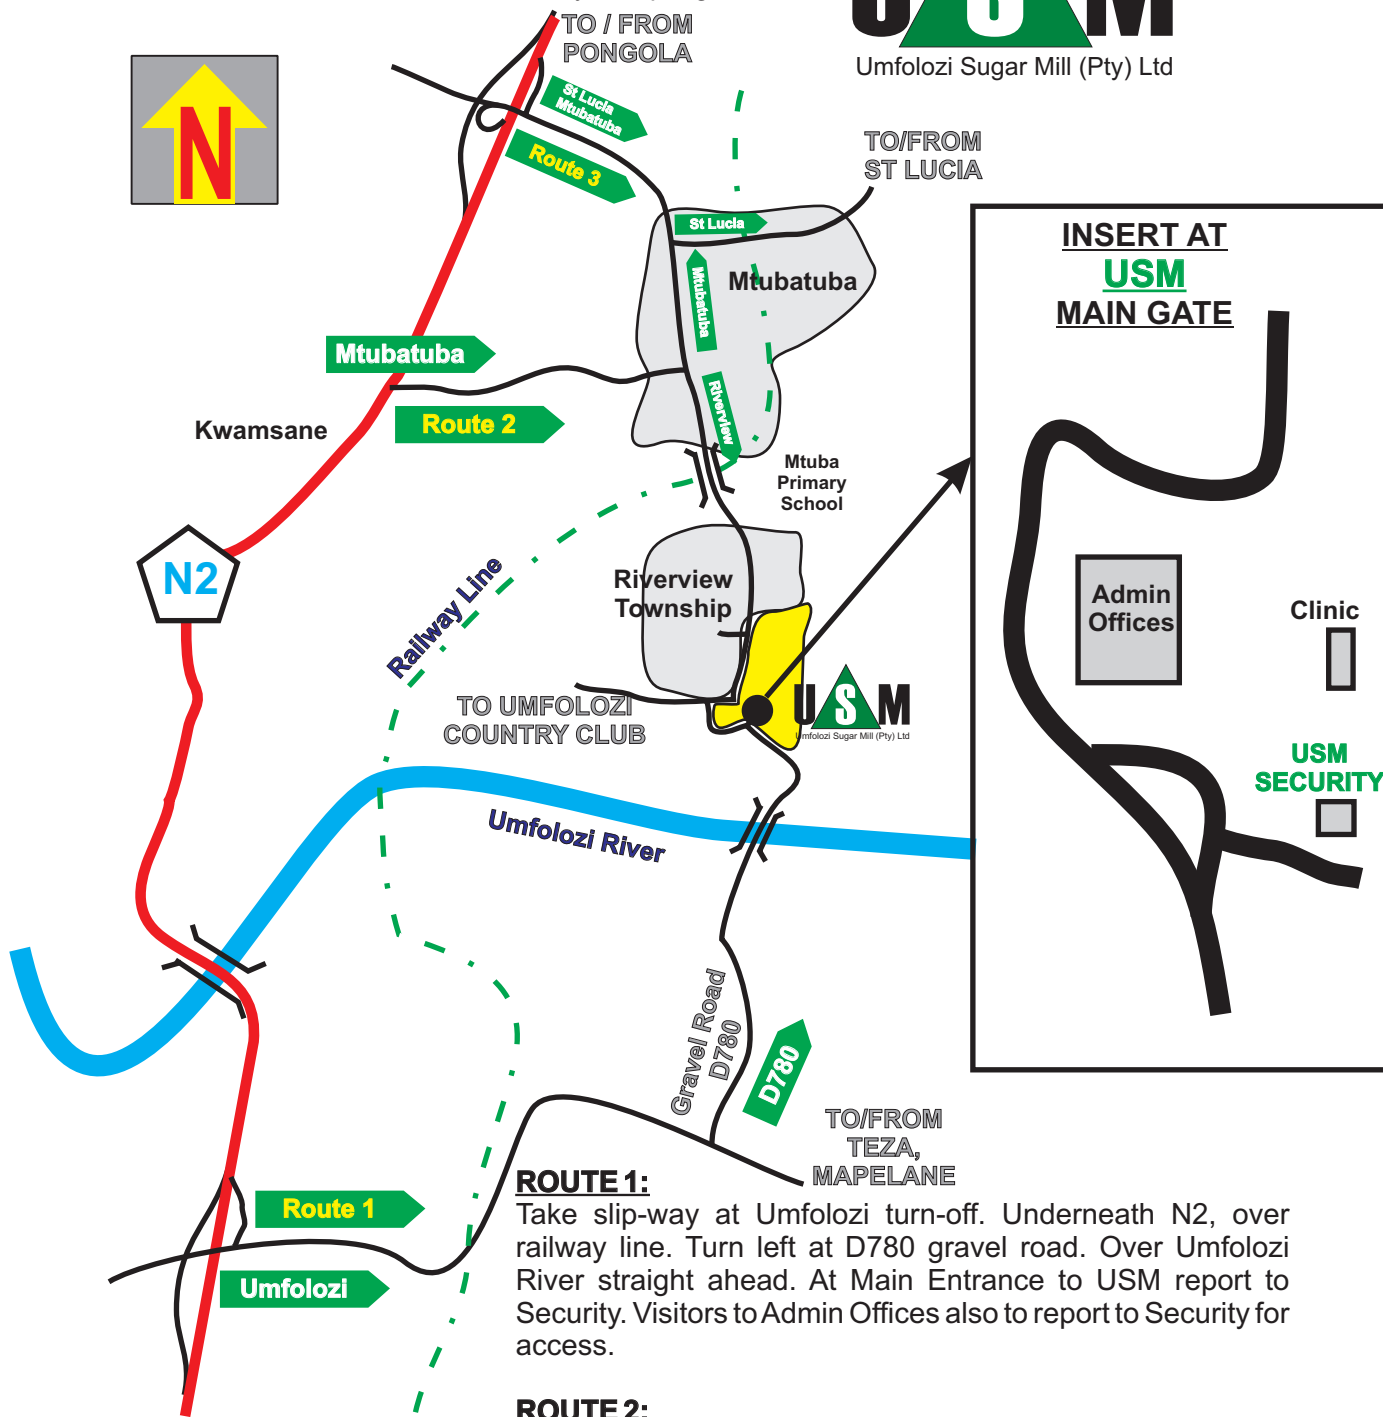 TO / FROM
PONGOLA
USM
Umfolozi Sugar Mill (Pty) Ltd
N
St Lucia
Mtubatuba
Route 3
TO/FROM
ST LUCIA
St Lucia
Mtubatuba
Mtubatuba
Riverview
Mtubatuba
Route 2
Kwamsane
Mtuba
Primary
School
N2
Railway Line
Riverview
Township
TO UMFOLOZI
COUNTRY CLUB
USM
Umfolozi Sugar Mill (Pty) Ltd
Umfolozi River
INSERT AT
USM
MAIN GATE
Admin
Offices
Clinic
USM
SECURITY
Gravel Road
D780
D780
TO/FROM
TEZA,
MAPELANE
Route 1
Umfolozi
ROUTE 1:
Take slip-way at Umfolozi turn-off. Underneath N2, over
railway line. Turn left at D780 gravel road. Over Umfolozi
River straight ahead. At Main Entrance to USM report to
Security. Visitors to Admin Offices also to report to Security for
access.
ROUTE 2: